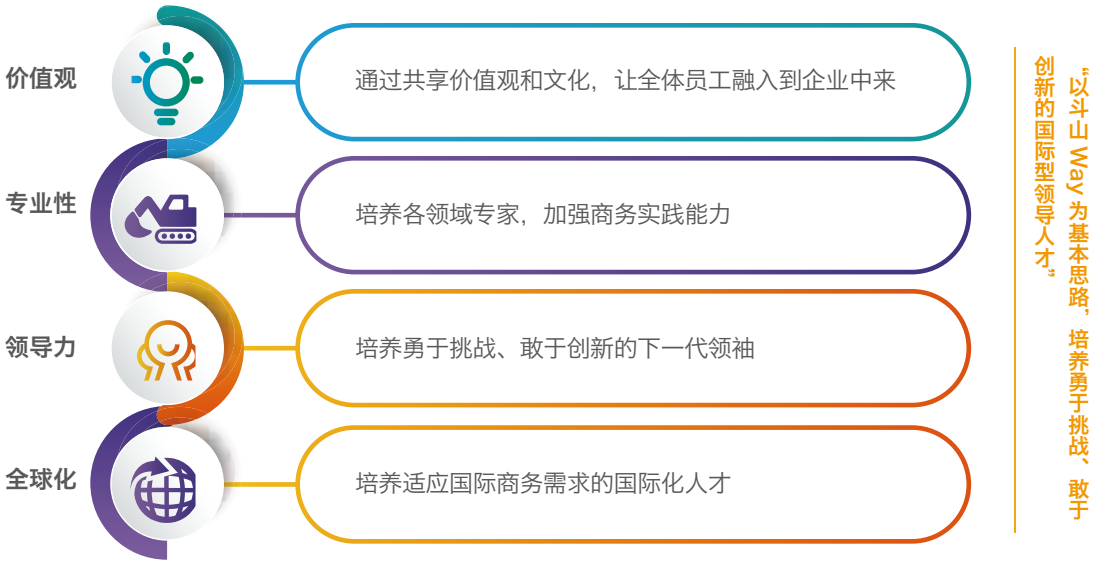 价值观
通过共享价值观和文化，让全体员工融入到企业中来
专业性
培养各领域专家，加强商务实践能力
领导力
培养勇于挑战、敢于创新的下一代领袖
全球化
培养适应国际商务需求的国际化人才
“以斗山 Way 为基本思路，培养勇于挑战、敢于
创新的国际型领导人才”